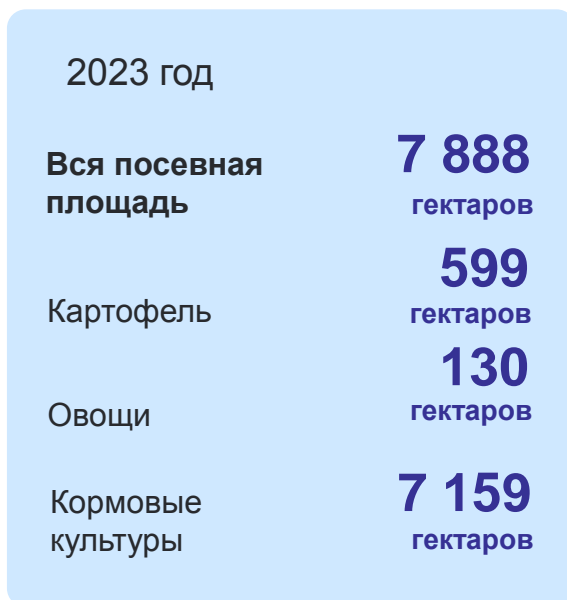 2023 год
Вся посевная
площадь
7 888
гектаров
Картофель
599
гектаров
Овощи
130
гектаров
Кормовые
культуры
7 159
гектаров